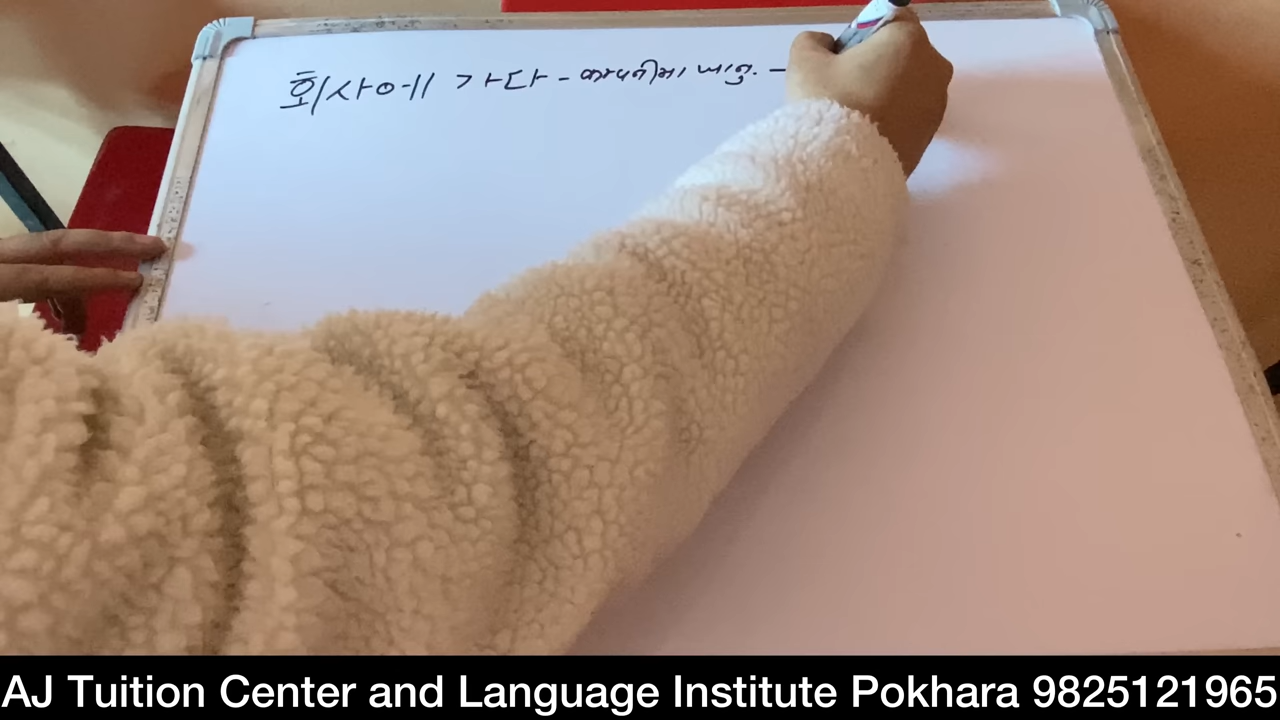 회사에 가다 - कम्पनीमा जानु. -
AJ Tuition Center and Language Institute Pokhara 9825121965